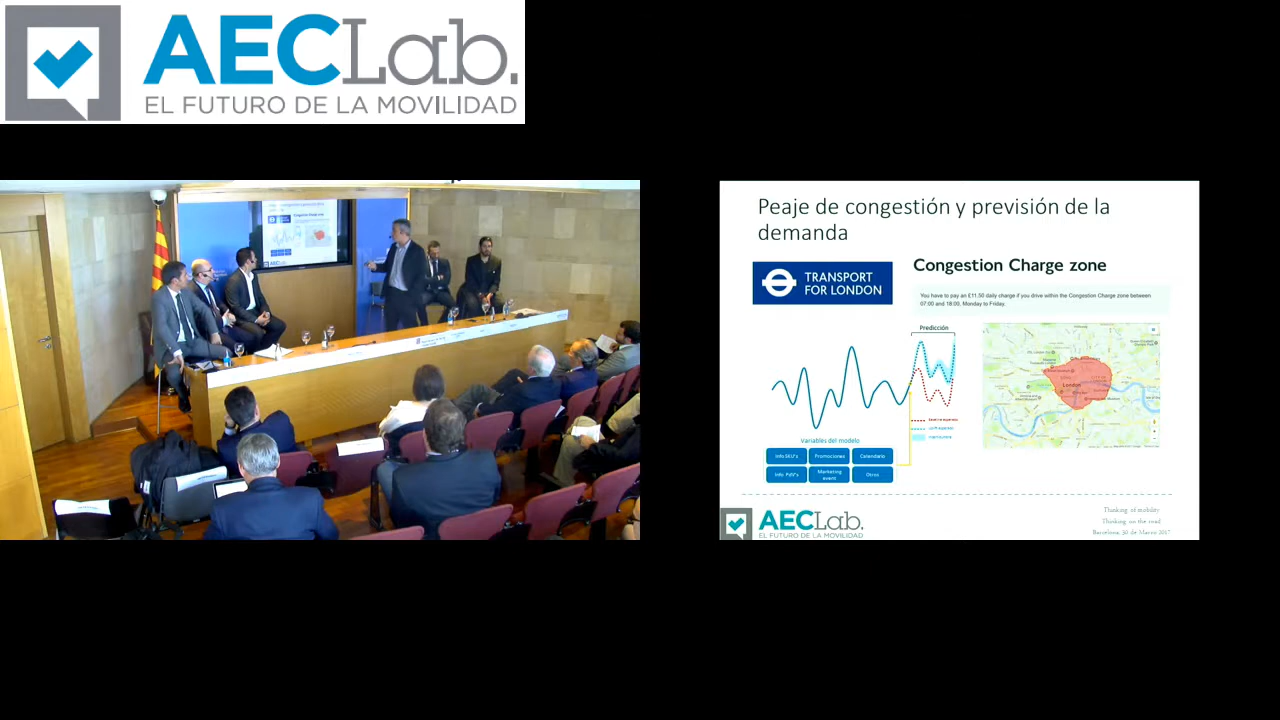 AECLab.
EL FUTURO DE LA MOVILIDAD
Peaje de congestión y previsión de la
demanda
TRANSPORT
FOR LONDON
Congestion Charge zone
You have to pay an £11.50 daily charge if you drive within the Congestion Charge zone between
07:00 and 18:00, Monday to Friday.
Predicción
London
Variables del modelo
Info SKU's
Promociones
Calendario
Info PdV's
Marketing
event
Otros
AECLab.
EL FUTURO DE LA MOVILIDAD
Thinking of mobility
Thinking on the road
Barcelona, 30 de Marzo 2017